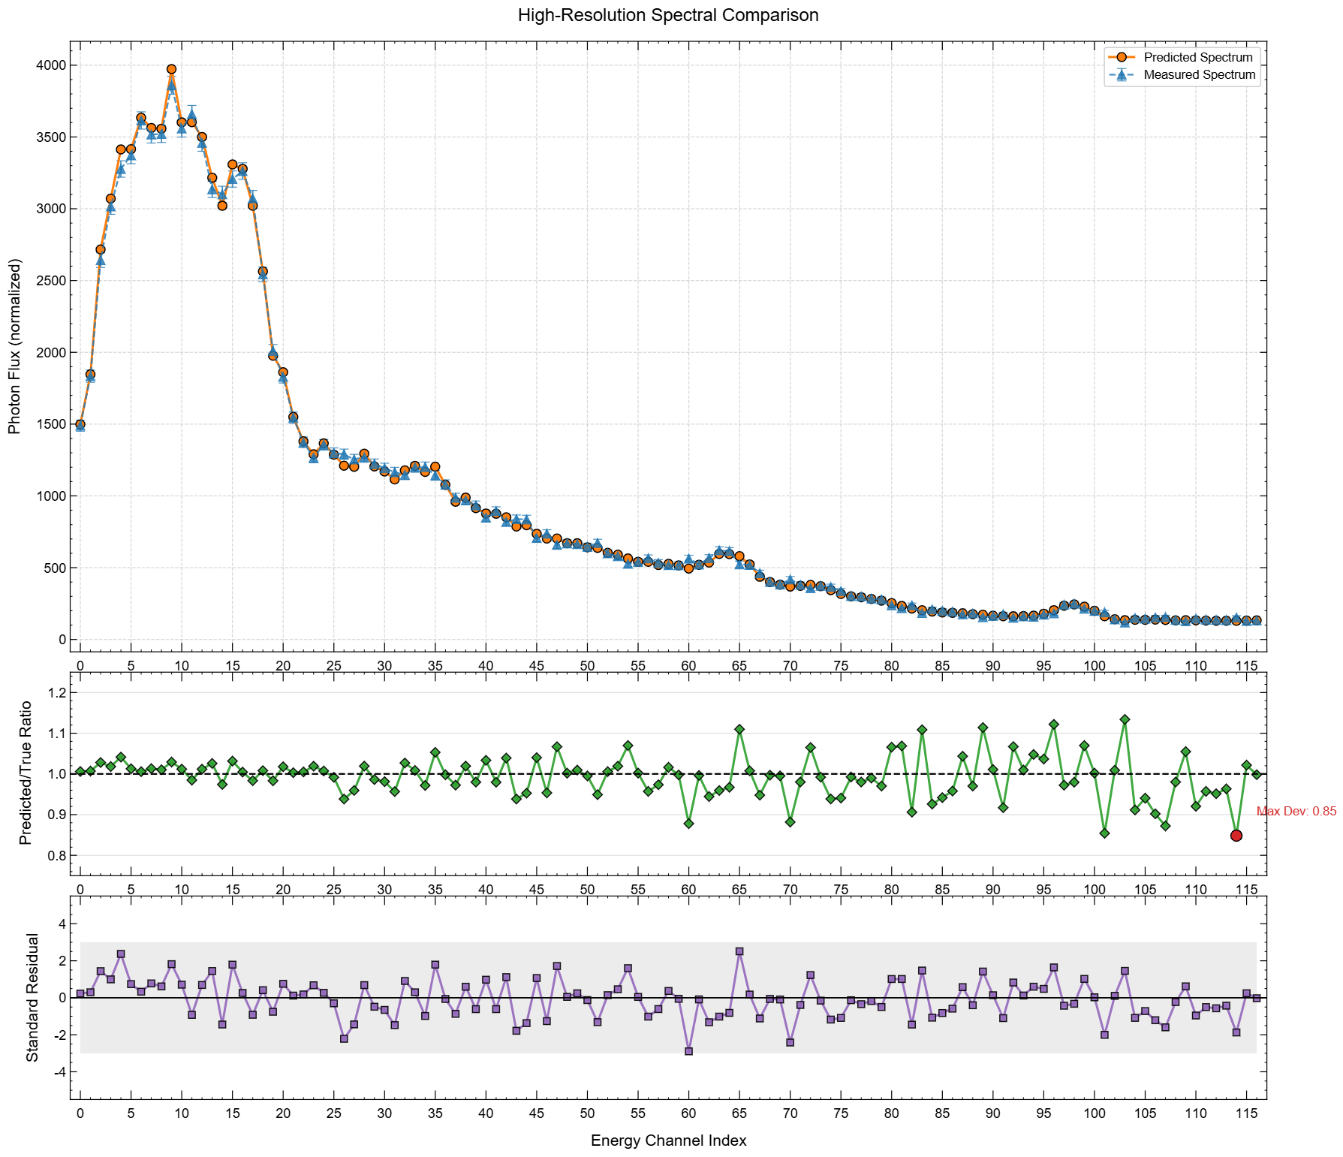 High-Resolution Spectral Comparison
Photon Flux (normalized)
4000
3500
3000
2500
2000
1500
1000
500
0
Predicted Spectrum
Measured Spectrum
0 5 10 15 20 25 30 35 40 45 50 55 60 65 70 75 80 85 90 95 100 105 110 115
Predicted/True Ratio
1.2
1.1
1.0
0.9
0.8
Max Dev: 0.85
0 5 10 15 20 25 30 35 40 45 50 55 60 65 70 75 80 85 90 95 100 105 110 115
Standard Residual
4
2
0
-2
-4
0 5 10 15 20 25 30 35 40 45 50 55 60 65 70 75 80 85 90 95 100 105 110 115
Energy Channel Index